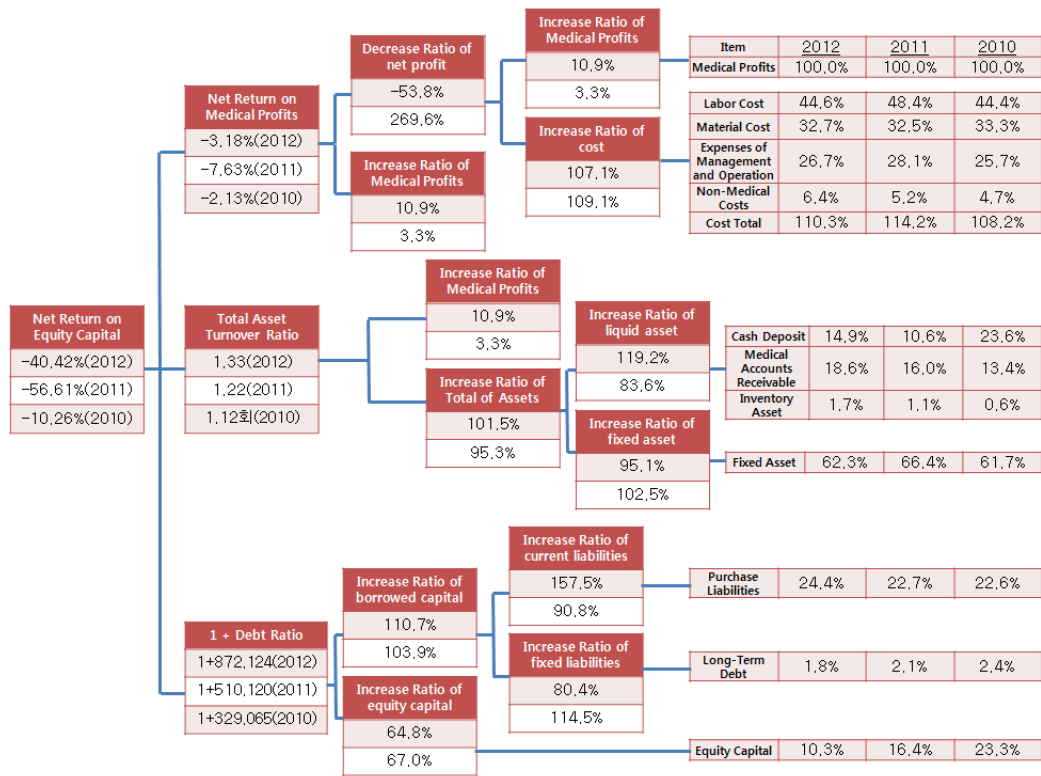 Net Return on
Equity Capital
-40,42%(2012)
-56,61%(2011)
-10,26%(2010)
Net Return on
Medical Profits
-3,18%(2012)
-7,63%(2011)
-2,13%(2010)
Decrease Ratio of
net profit
-53,8%
269,6%
Increase Ratio of
Medical Profits
10,9%
3,3%
Increase Ratio of
Medical Profits
10,9%
3,3%
Increase Ratio of
cost
107,1%
109,1%
Item 2012 2011 2010
Medical Profits 100,0% 100,0% 100,0%
Labor Cost 44,6% 48,4% 44,4%
Material Cost 32,7% 32,5% 33,3%
Expenses of
Management
and Operation
26,7% 28,1% 25,7%
Non-Medical
Costs
6,4% 5,2% 4,7%
Cost Total 110,3% 114,2% 108,2%
Total Asset
Turnover Ratio
1,33(2012)
1,22(2011)
1,12회(2010)
Increase Ratio of
Medical Profits
10,9%
3,3%
Increase Ratio of
Total of Assets
101,5%
95,3%
Increase Ratio of
liquid asset
119,2%
83,6%
Increase Ratio of
fixed asset
95,1%
102,5%
Cash Deposit 14,9% 10,6% 23,6%
Medical
Accounts
Receivable
18,6% 16,0% 13,4%
Inventory
Asset
1,7% 1,1% 0,6%
Fixed Asset 62,3% 66,4% 61,7%
1 + Debt Ratio
1+872,124(2012)
1+510,120(2011)
1+329,065(2010)
Increase Ratio of
borrowed capital
110,7%
103,9%
Increase Ratio of
equity capital
64,8%
67,0%
Increase Ratio of
current liabilities
157,5%
90,8%
Increase Ratio of
fixed liabilities
80,4%
114,5%
Purchase
Liabilities
24,4% 22,7% 22,6%
Long-Term
Debt
1,8% 2,1% 2,4%
Equity Capital 10,3% 16,4% 23,3%